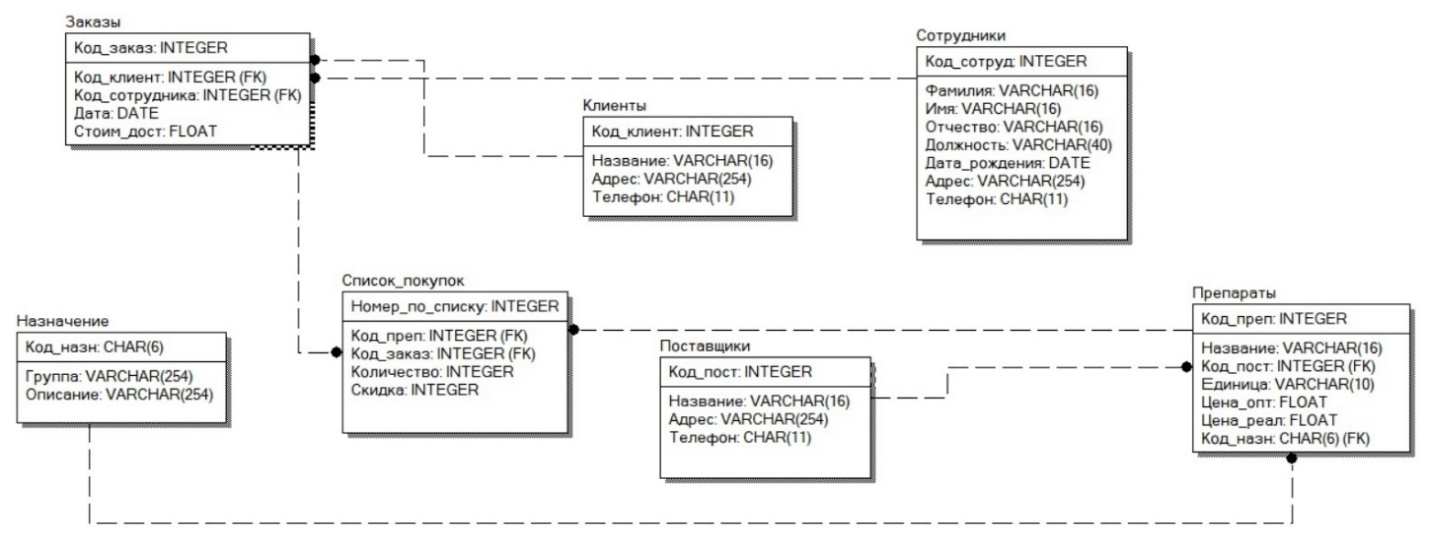 Заказы
Код_заказ: INTEGER
Код_клиент: INTEGER (FK)
Код_сотрудника: INTEGER (FK)
Дата: DATE
Стоим_дост: FLOAT
Клиенты
Код_клиент: INTEGER
Название: VARCHAR(16)
Адрес: VARCHAR(254)
Телефон: CHAR(11)
Сотрудники
Код_сотруд: INTEGER
Фамилия: VARCHAR(16)
Имя: VARCHAR(16)
Отчество: VARCHAR(16)
Должность: VARCHAR(40)
Дата_рождения: DATE
Адрес: VARCHAR(254)
Телефон: CHAR(11)
Назначение
Код_назн: CHAR(6)
Группа: VARCHAR(254)
Описание: VARCHAR(254)
Список_покупок
Номер_по_списку: INTEGER
Код_преп: INTEGER (FK)
Код_заказ: INTEGER (FK)
Количество: INTEGER
Скидка: INTEGER
Поставщики
Код_пост: INTEGER
Название: VARCHAR(16)
Адрес: VARCHAR(254)
Телефон: CHAR(11)
Препараты
Код_преп: INTEGER
Название: VARCHAR(16)
Код_пост: INTEGER (FK)
Единица: VARCHAR(10)
Цена_опт: FLOAT
Цена_реал: FLOAT
Код_назн: CHAR(6) (FK)